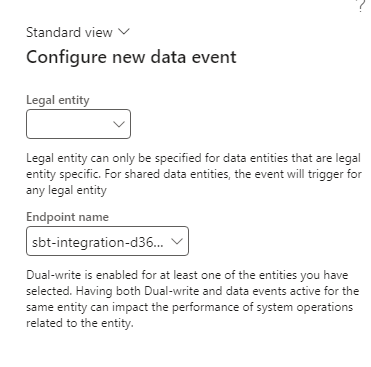 ?
Standard view
Configure new data event
Legal entity
Legal entity can only be specified for data entities that are legal
entity specific. For shared data entities, the event will trigger for
any legal entity
Endpoint name
sbt-integration-d36...
Dual-write is enabled for at least one of the entities you have
selected. Having both Dual-write and data events active for the
same entity can impact the performance of system operations
related to the entity.